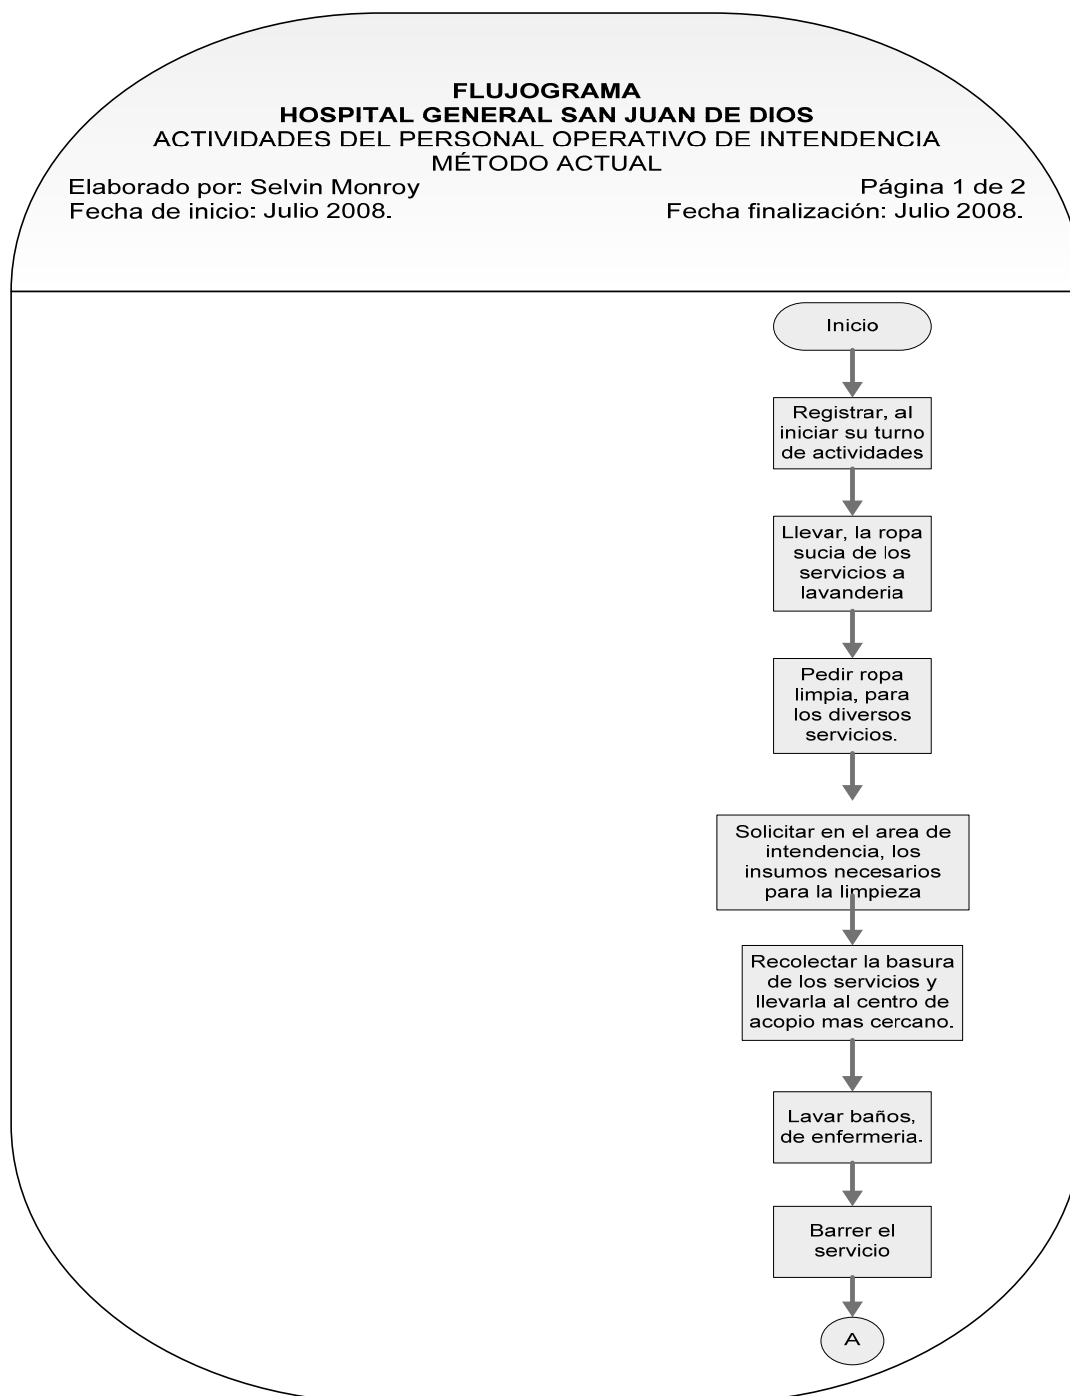 FLUJOGRAMA
HOSPITAL GENERAL SAN JUAN DE DIOS
ACTIVIDADES DEL PERSONAL OPERATIVO DE INTENDENCIA
MÉTODO ACTUAL
Elaborado por: Selvin Monroy
Página 1 de 2
Fecha de inicio: Julio 2008.
Fecha finalización: Julio 2008.
Inicio
Registrar, al
iniciar su turno
de actividades
Llevar, la ropa
sucia de los
servicios a
lavanderia
Pedir ropa
limpia, para
los diversos
servicios.
Solicitar en el area de
intendencia, los
insumos necesarios
para la limpieza
Recolectar la basura
de los servicios y
llevarla al centro de
acopio mas cercano.
Lavar baños,
de enfermeria.
Barrer el
servicio
A